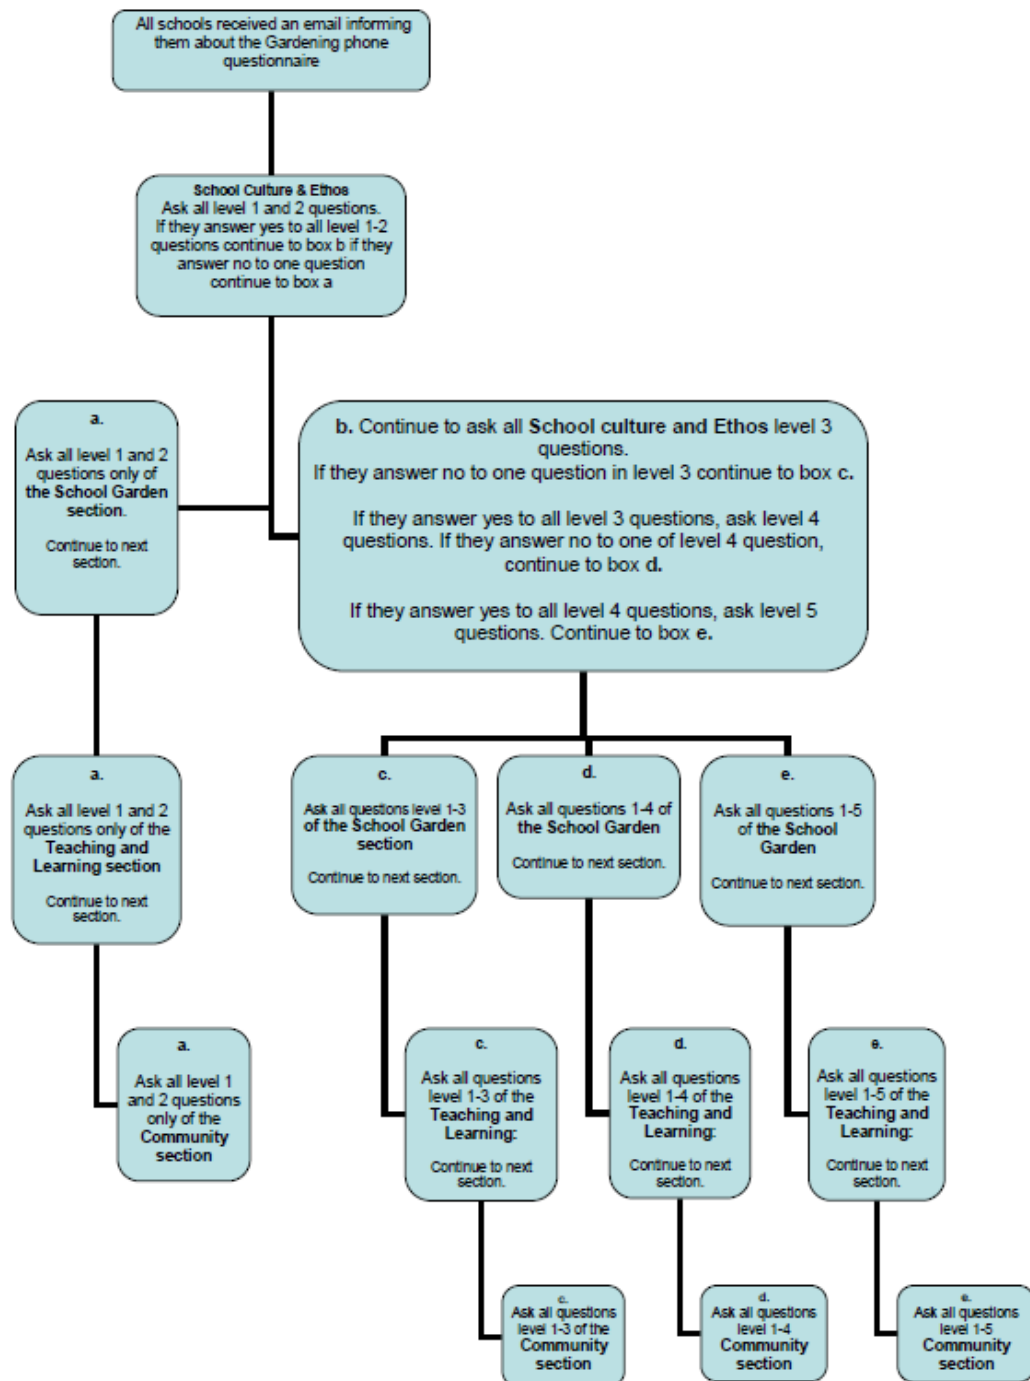 All schools received an email informing
them about the Gardening phone
questionnaire
School Culture & Ethos
Ask all level 1 and 2 questions.
If they answer yes to all level 1-2
questions continue to box b if they
answer no to one question
continue to box a
a.
Ask all level 1 and 2
questions only of
the School Garden
section.
Continue to next
section.
b. Continue to ask all School culture and Ethos level 3
questions.
If they answer no to one question in level 3 continue to box c.
If they answer yes to all level 3 questions, ask level 4
questions. If they answer no to one of level 4 question,
continue to box d.
If they answer yes to all level 4 questions, ask level 5
questions. Continue to box e.
a.
Ask all level 1 and 2
questions only of the
Teaching and
Learning section
Continue to next
section.
c.
Ask all questions level 1-3
of the School Garden
section
Continue to next section.
d.
Ask all questions 1-4 of
the School Garden
Continue to next section.
e.
Ask all questions 1-5
of the School
Garden
Continue to next section.
a.
Ask all level 1
and 2 questions
only of the
Community
section
c.
Ask all questions
level 1-3 of the
Teaching and
Learning:
Continue to next
section.
d.
Ask all questions
level 1-4 of the
Teaching and
Learning:
Continue to next
section.
e.
Ask all questions
level 1-5 of the
Teaching and
Learning:
Continue to next
section.
c.
Ask all questions
level 1-3 of the
Community
section
d.
Ask all questions
level 1-4
Community
section
e.
Ask all questions
level 1-5
Community
section